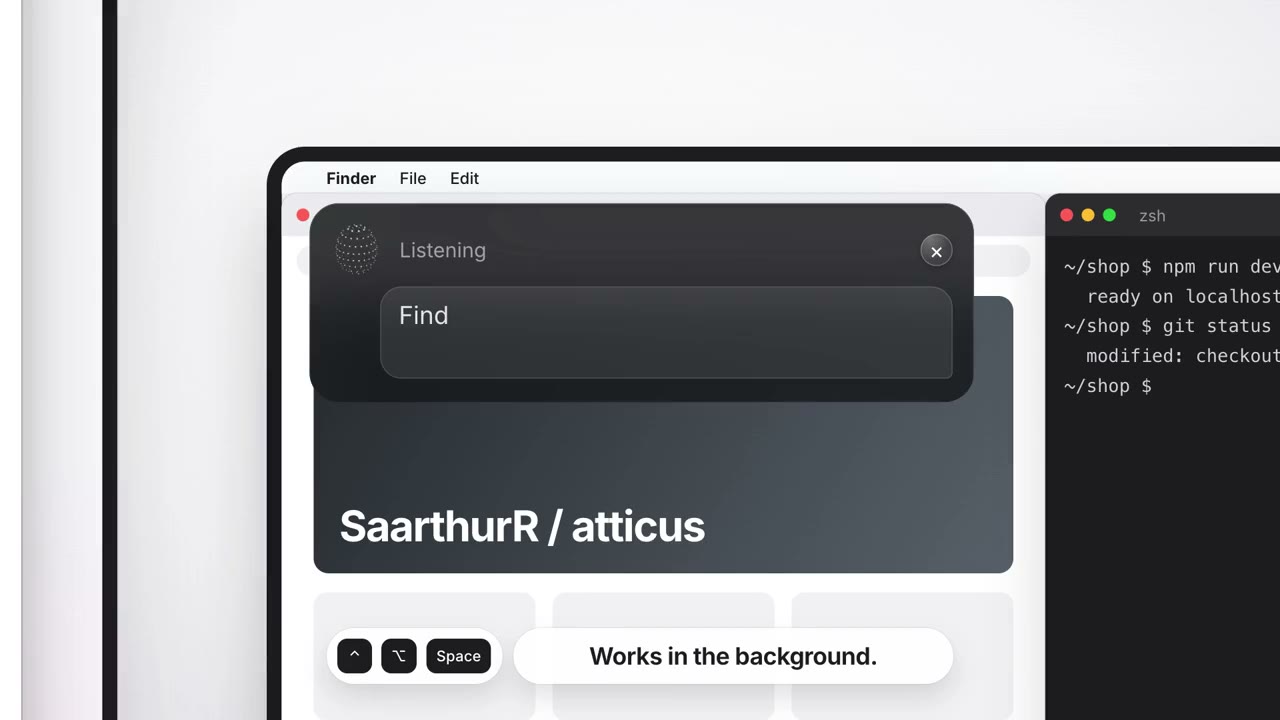 Finder File Edit
Listening
Find
SaarthurR / atticus
^ ⌥ Space
Works in the background.
zsh
~/shop $ npm run dev
ready on localhost
~/shop $ git status
modified: checkout
~/shop $